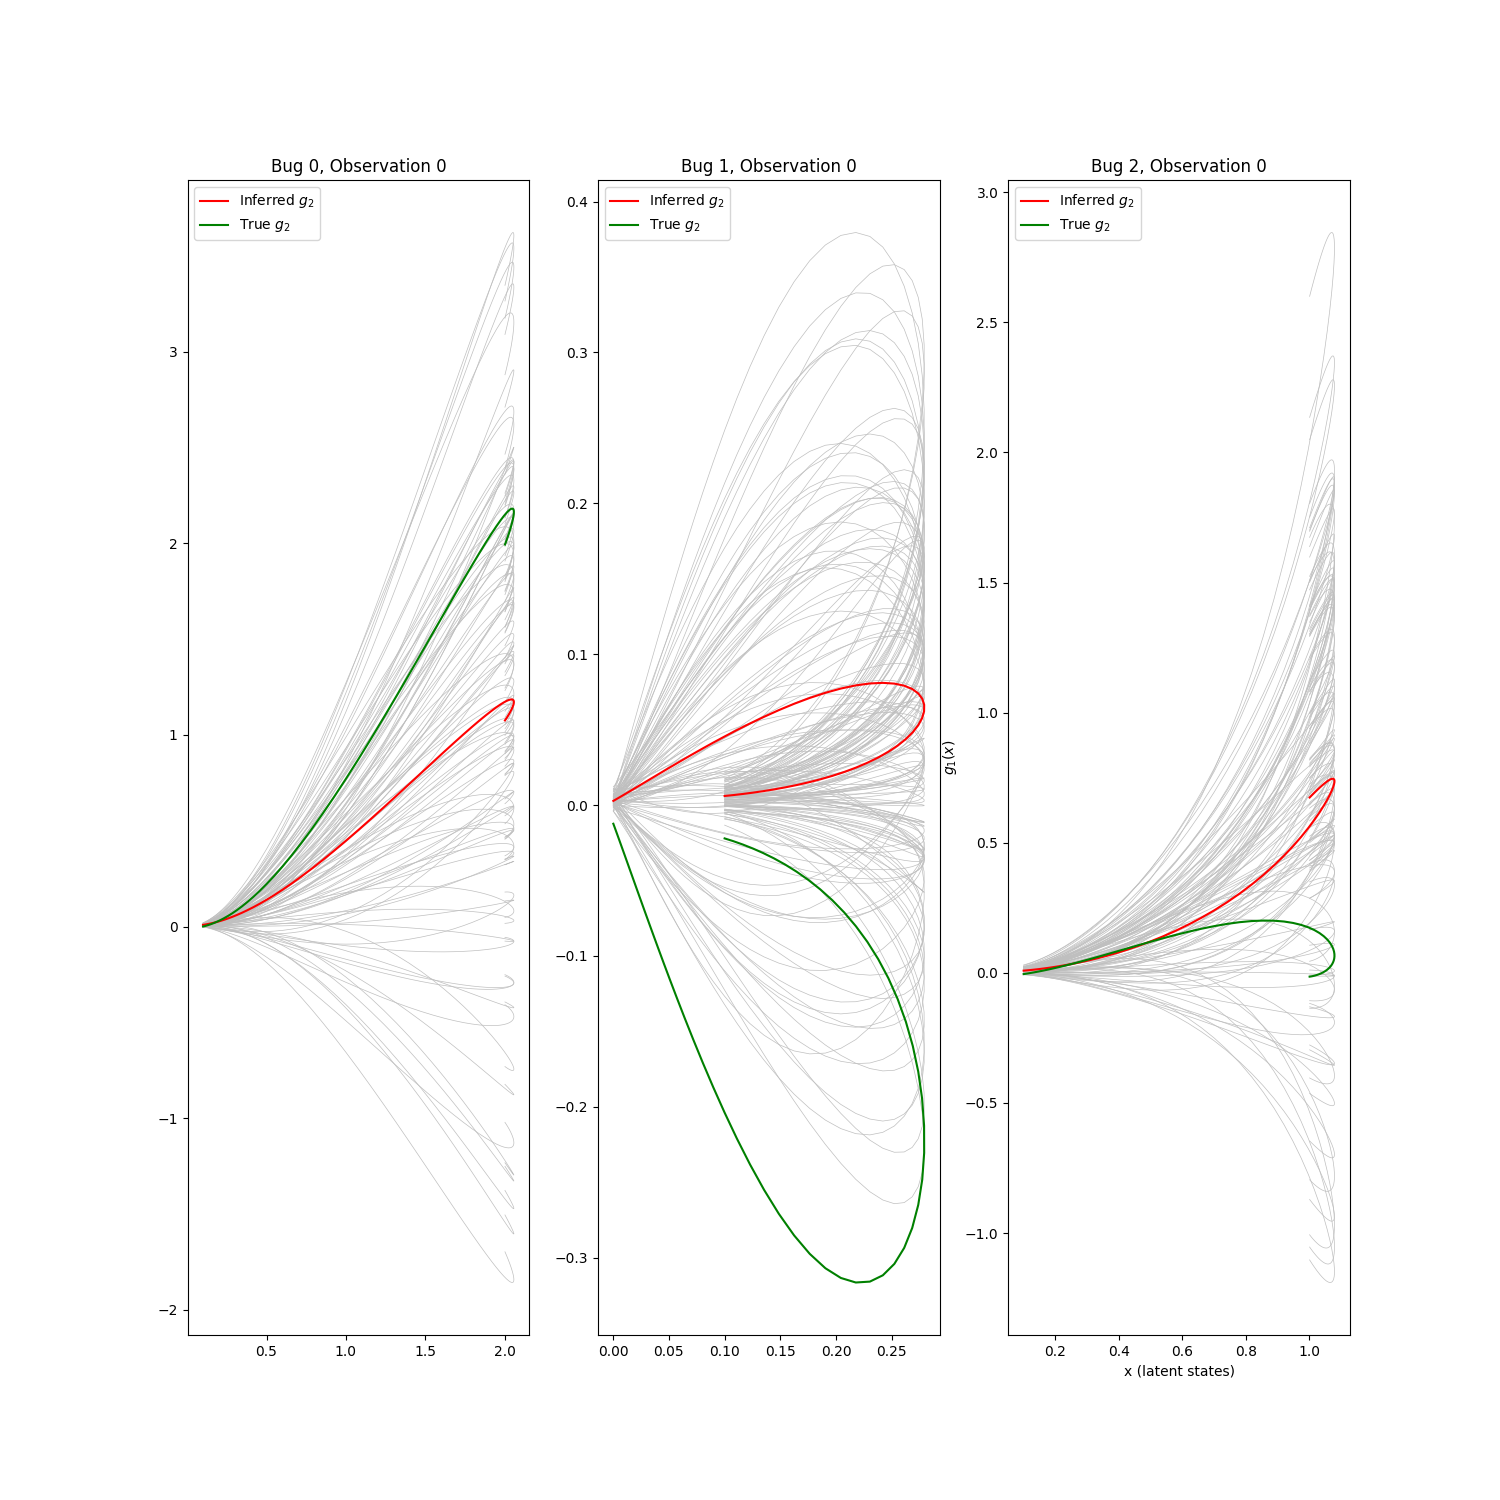 Bug 0, Observation 0
Inferred g₂
True g₂
3
2
1
0
−1
−2
0.5 1.0 1.5 2.0
Bug 1, Observation 0
Inferred g₂
True g₂
0.4
0.3
0.2
0.1
0.0
−0.1
−0.2
−0.3
0.00 0.05 0.10 0.15 0.20 0.25
Bug 2, Observation 0
Inferred g₂
True g₂
g₁(x)
3.0
2.5
2.0
1.5
1.0
0.5
0.0
−0.5
−1.0
0.2 0.4 0.6 0.8 1.0
x (latent states)